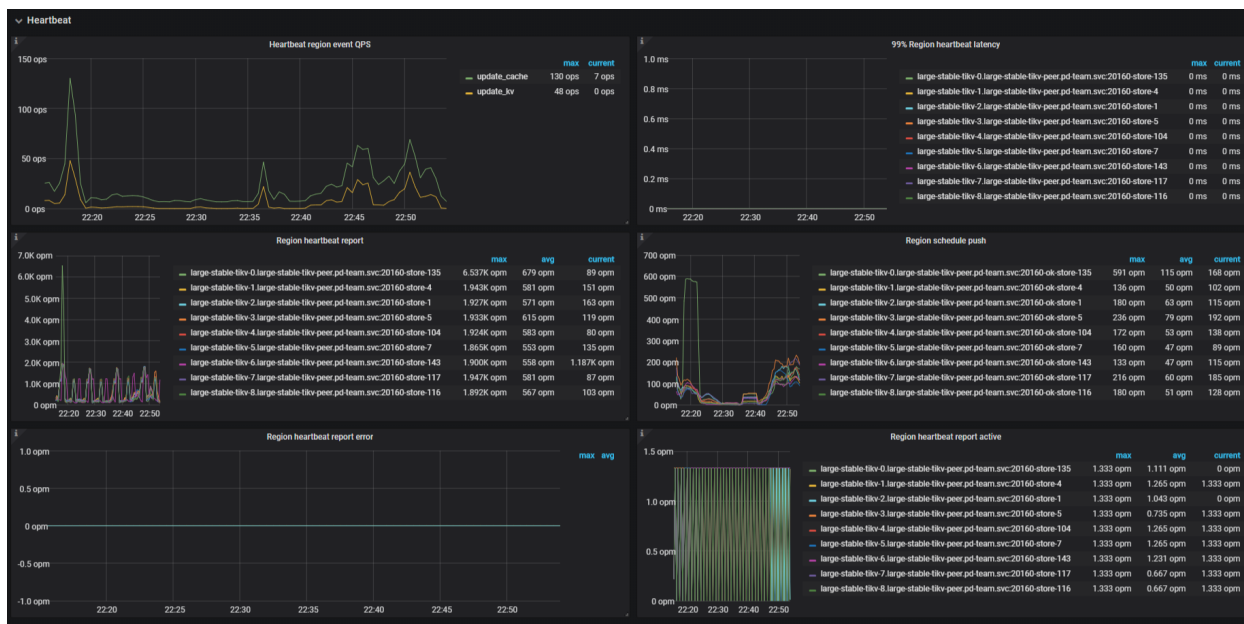 Heartbeat
Heartbeat region event QPS
150 ops
100 ops
50 ops
0 ops
22:20 22:25 22:30 22:35 22:40 22:45 22:50
max current
update_cache 130 ops 7 ops
update_kv 48 ops 0 ops
99% Region heartbeat latency
1.0 ms
0.8 ms
0.6 ms
0.4 ms
0.2 ms
0 ms
22:20 22:30 22:40 22:50
max current
large-stable-tikv-0.large-stable-tikv-peer.pd-team.svc:20160-store-135 0 ms 0 ms
large-stable-tikv-1.large-stable-tikv-peer.pd-team.svc:20160-store-4 0 ms 0 ms
large-stable-tikv-2.large-stable-tikv-peer.pd-team.svc:20160-store-1 0 ms 0 ms
large-stable-tikv-3.large-stable-tikv-peer.pd-team.svc:20160-store-5 0 ms 0 ms
large-stable-tikv-4.large-stable-tikv-peer.pd-team.svc:20160-store-104 0 ms 0 ms
large-stable-tikv-5.large-stable-tikv-peer.pd-team.svc:20160-store-7 0 ms 0 ms
large-stable-tikv-6.large-stable-tikv-peer.pd-team.svc:20160-store-143 0 ms 0 ms
large-stable-tikv-7.large-stable-tikv-peer.pd-team.svc:20160-store-117 0 ms 0 ms
large-stable-tikv-8.large-stable-tikv-peer.pd-team.svc:20160-store-116 0 ms 0 ms
Region heartbeat report
7.0K opm
6.0K opm
5.0K opm
4.0K opm
3.0K opm
2.0K opm
1.0K opm
0 opm
22:20 22:30 22:40 22:50
max avg current
large-stable-tikv-0.large-stable-tikv-peer.pd-team.svc:20160-store-135 6.537K opm 679 opm 89 opm
large-stable-tikv-1.large-stable-tikv-peer.pd-team.svc:20160-store-4 1.943K opm 581 opm 151 opm
large-stable-tikv-2.large-stable-tikv-peer.pd-team.svc:20160-store-1 1.927K opm 571 opm 163 opm
large-stable-tikv-3.large-stable-tikv-peer.pd-team.svc:20160-store-5 1.933K opm 615 opm 119 opm
large-stable-tikv-4.large-stable-tikv-peer.pd-team.svc:20160-store-104 1.924K opm 583 opm 80 opm
large-stable-tikv-5.large-stable-tikv-peer.pd-team.svc:20160-store-7 1.865K opm 553 opm 135 opm
large-stable-tikv-6.large-stable-tikv-peer.pd-team.svc:20160-store-143 1.900K opm 558 opm 1.187K opm
large-stable-tikv-7.large-stable-tikv-peer.pd-team.svc:20160-store-117 1.947K opm 581 opm 87 opm
large-stable-tikv-8.large-stable-tikv-peer.pd-team.svc:20160-store-116 1.892K opm 567 opm 103 opm
Region schedule push
700 opm
600 opm
500 opm
400 opm
300 opm
200 opm
100 opm
0 opm
22:20 22:30 22:40 22:50
max avg current
large-stable-tikv-0.large-stable-tikv-peer.pd-team.svc:20160-ok-store-135 591 opm 115 opm 168 opm
large-stable-tikv-1.large-stable-tikv-peer.pd-team.svc:20160-ok-store-4 136 opm 50 opm 102 opm
large-stable-tikv-2.large-stable-tikv-peer.pd-team.svc:20160-ok-store-1 180 opm 63 opm 115 opm
large-stable-tikv-3.large-stable-tikv-peer.pd-team.svc:20160-ok-store-5 236 opm 79 opm 192 opm
large-stable-tikv-4.large-stable-tikv-peer.pd-team.svc:20160-ok-store-104 172 opm 53 opm 138 opm
large-stable-tikv-5.large-stable-tikv-peer.pd-team.svc:20160-ok-store-7 160 opm 47 opm 89 opm
large-stable-tikv-6.large-stable-tikv-peer.pd-team.svc:20160-ok-store-143 133 opm 47 opm 115 opm
large-stable-tikv-7.large-stable-tikv-peer.pd-team.svc:20160-ok-store-117 216 opm 60 opm 185 opm
large-stable-tikv-8.large-stable-tikv-peer.pd-team.svc:20160-ok-store-116 180 opm 51 opm 128 opm
Region heartbeat report error
1.0 opm
0.5 opm
0 opm
-0.5 opm
-1.0 opm
22:20 22:25 22:30 22:35 22:40 22:45 22:50
max avg
Region heartbeat report active
1.5 opm
1.0 opm
0.5 opm
0 opm
22:20 22:30 22:40 22:50
max avg current
large-stable-tikv-0.large-stable-tikv-peer.pd-team.svc:20160-store-135 1.333 opm 1.111 opm 0 opm
large-stable-tikv-1.large-stable-tikv-peer.pd-team.svc:20160-store-4 1.333 opm 1.265 opm 1.333 opm
large-stable-tikv-2.large-stable-tikv-peer.pd-team.svc:20160-store-1 1.333 opm 1.043 opm 0 opm
large-stable-tikv-3.large-stable-tikv-peer.pd-team.svc:20160-store-5 1.333 opm 0.735 opm 1.333 opm
large-stable-tikv-4.large-stable-tikv-peer.pd-team.svc:20160-store-104 1.333 opm 1.265 opm 1.333 opm
large-stable-tikv-5.large-stable-tikv-peer.pd-team.svc:20160-store-7 1.333 opm 1.265 opm 1.333 opm
large-stable-tikv-6.large-stable-tikv-peer.pd-team.svc:20160-store-143 1.333 opm 1.231 opm 1.333 opm
large-stable-tikv-7.large-stable-tikv-peer.pd-team.svc:20160-store-117 1.333 opm 0.667 opm 1.333 opm
large-stable-tikv-8.large-stable-tikv-peer.pd-team.svc:20160-store-116 1.333 opm 0.667 opm 1.333 opm